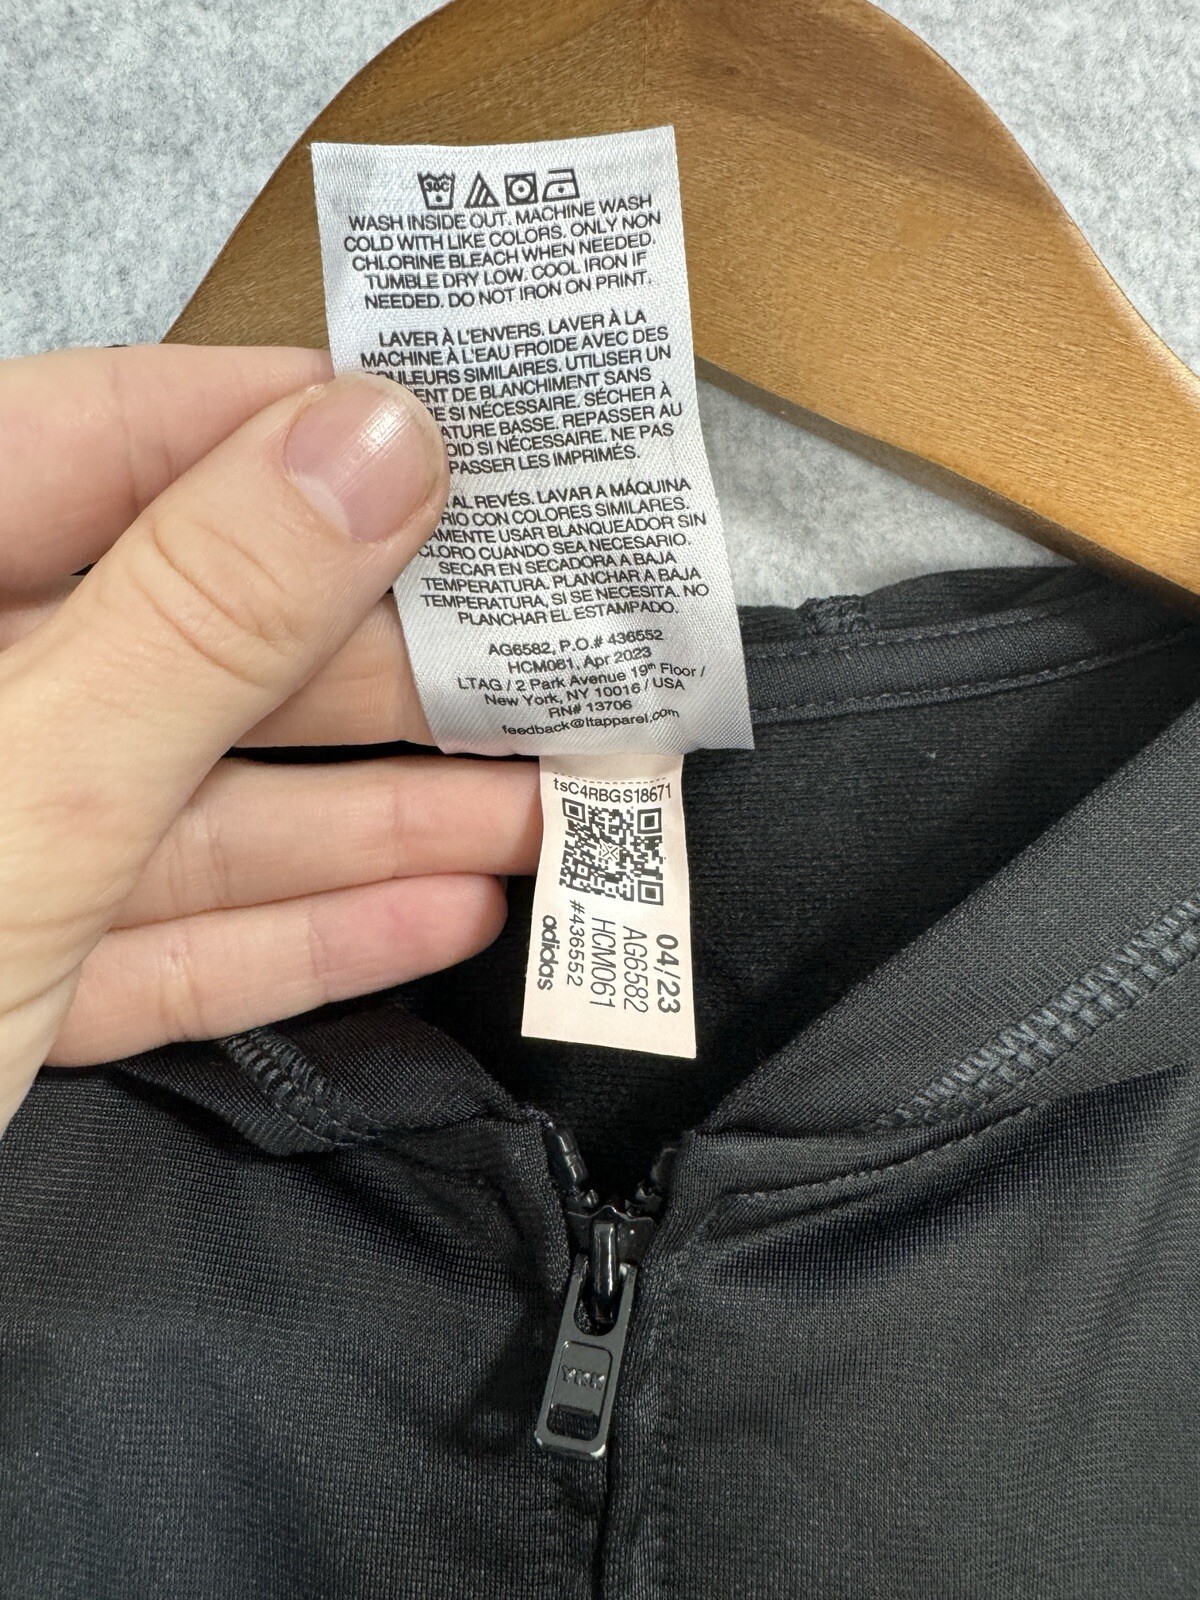 30C
WASH INSIDE OUT. MACHINE WASH
COLD WITH LIKE COLORS. ONLY NON
CHLORINE BLEACH WHEN NEEDED.
TUMBLE DRY LOW. COOL IRON IF
NEEDED. DO NOT IRON ON PRINT.
LAVER À L'ENVERS. LAVER À LA
MACHINE À L'EAU FROIDE AVEC DES
SIMILAIRES. UTILISER UN
DE BLANCHIMENT SANS
SI NÉCESSAIRE. SÉCHER À
BASSE. REPASSER AU
SI NÉCESSAIRE. NE PAS
PASSER LES IMPRIMÉS.
AL REVÉS. LAVAR A MÁQUINA
CON COLORES SIMILARES.
USAR BLANQUEADOR SIN
CLORO CUANDO SEA NECESARIO.
SECAR EN SECADORA A BAJA
TEMPERATURA. PLANCHAR A BAJA
TEMPERATURA, SI SE NECESITA. NO
PLANCHAR EL ESTAMPADO.
AG6582, P.O.# 436552
HCM061, Apr 2023
LTAG / 2 Park Avenue 19th Floor /
New York, NY 10016 / USA
RN# 13706
feedback@ltapparel.com
tsC4RBGS18671
04/23
AG6582
HCM061
#436552
adidas
YKK